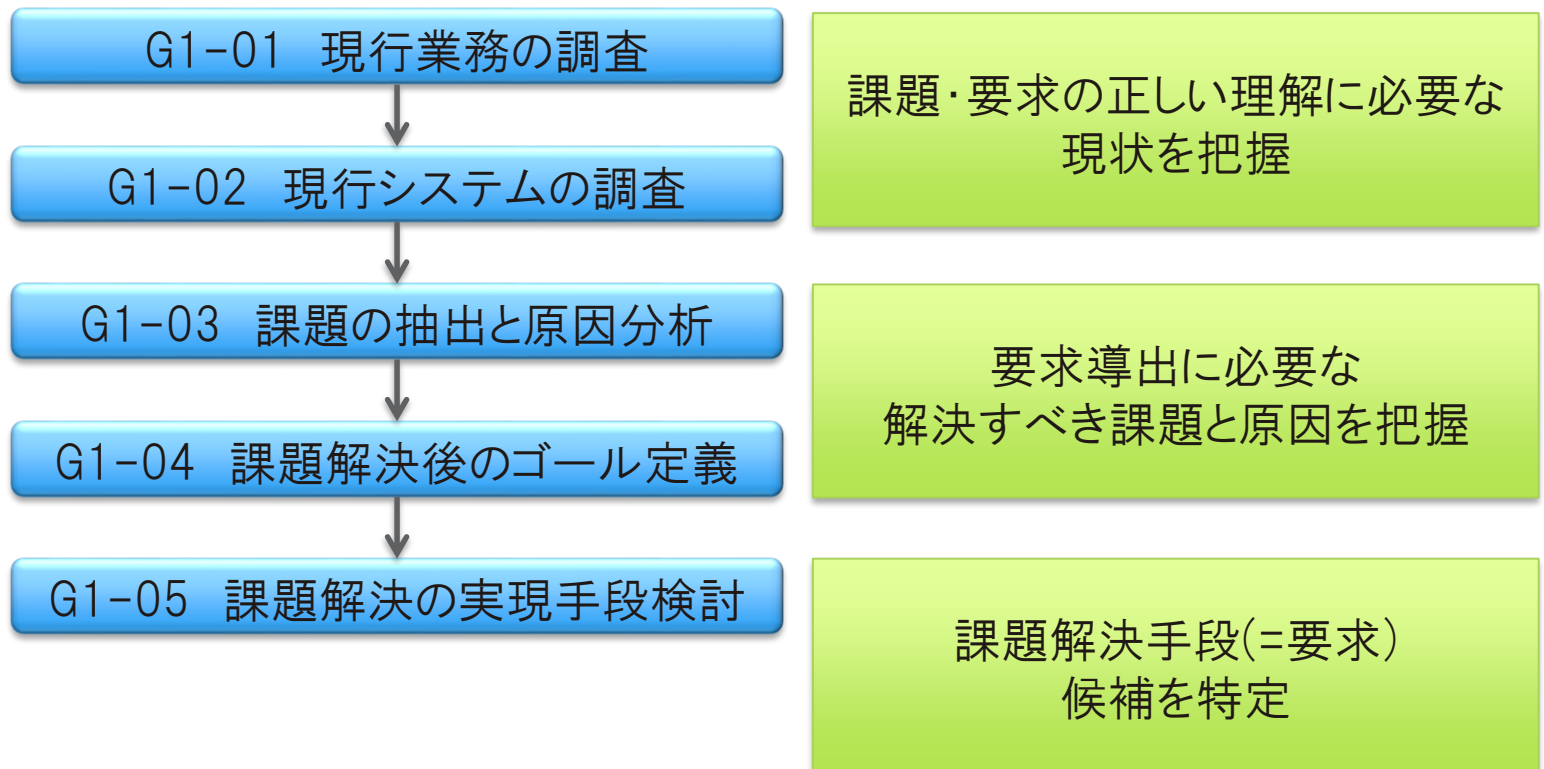 G1-01 現行業務の調査
G1-02 現行システムの調査
G1-03 課題の抽出と原因分析
G1-04 課題解決後のゴール定義
G1-05 課題解決の実現手段検討
課題・要求の正しい理解に必要な
現状を把握
要求導出に必要な
解決すべき課題と原因を把握
課題解決手段(=要求)
候補を特定